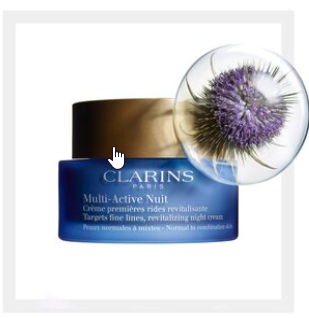 CLARINS
PARIS
Multi-Active Nuit
Crème premières rides revitalisante
Targets fine lines, revitalizing night cream
Peaux normales à mixtes - Normal to combination skin